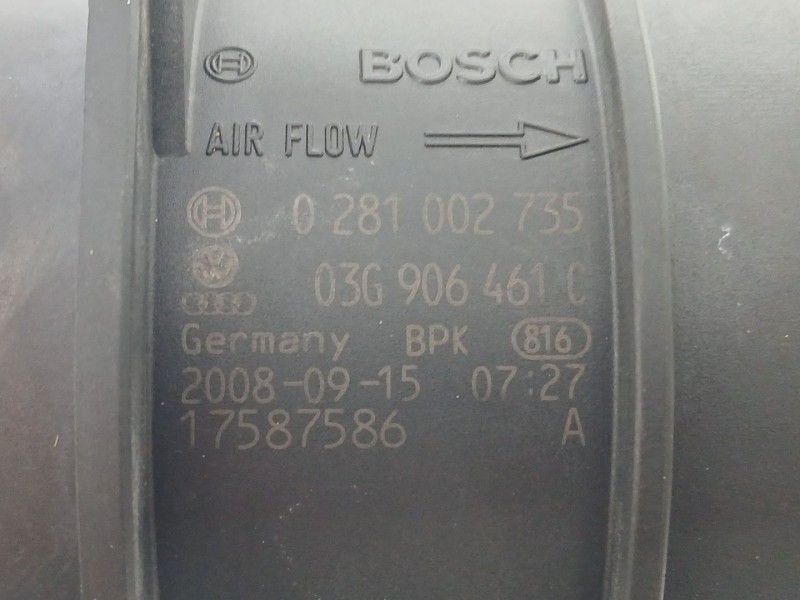 BOSCH
AIR FLOW
0 281 002 735
03G 906 461 C
Germany BPK 816
2008-09-15 07:27
17587586 A